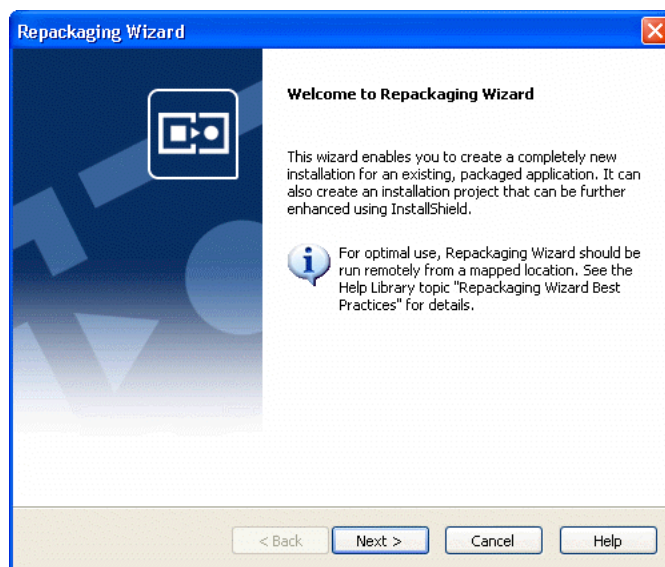 Repackaging Wizard
Welcome to Repackaging Wizard
This wizard enables you to create a completely new
installation for an existing, packaged application. It can
also create an installation project that can be further
enhanced using InstallShield.
For optimal use, Repackaging Wizard should be
run remotely from a mapped location. See the
Help Library topic "Repackaging Wizard Best
Practices" for details.
< Back
Next >
Cancel
Help